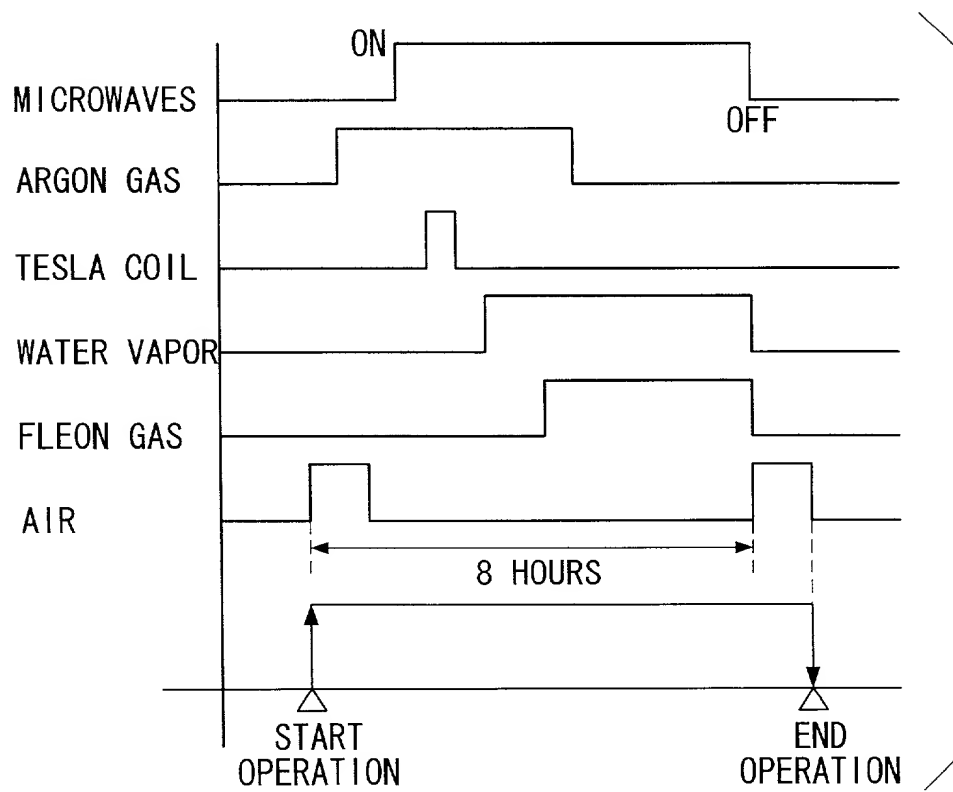 ON
MICROWAVES
OFF
ARGON GAS
TESLA COIL
WATER VAPOR
FLEON GAS
AIR
8 HOURS
START
OPERATION
END
OPERATION